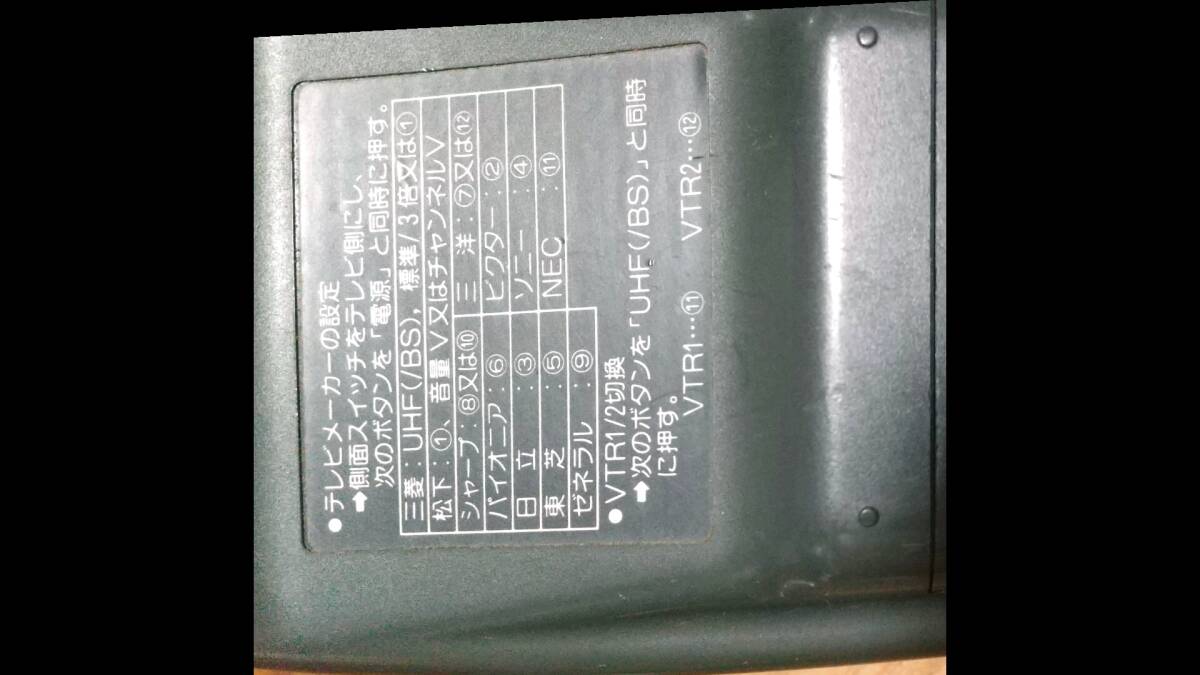 ●テレビメーカーの設定
➡側面スイッチをテレビ側にし、
次のボタンを「電源」と同時に押す。
三菱:UHF(/BS)，標準/3倍又は①
松下:①、音量∨又はチャンネル∨
シャープ:⑧又は⑩ 三 洋:⑦又は⑫
パイオニア:⑥ ビクター:②
日 立 :③ ソニー :④
東 芝 :⑤ NEC :⑪
ゼネラル :⑨
●VTR1/2切換
➡次のボタンを「UHF(/BS)」と同時
に押す。
VTR1…⑪ VTR2…⑫